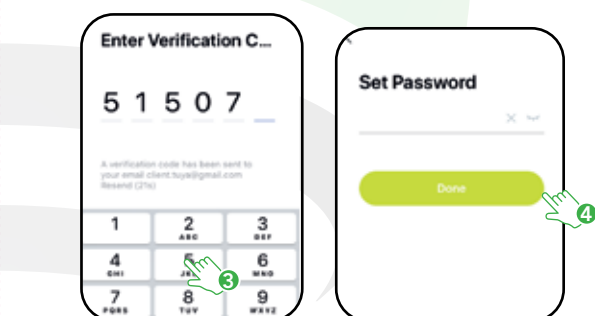 Enter Verification C...
5 1 5 0 7
A verification code has been sent to
your email client.tuya@gmail.com
Resend (21s)
1 2 3
ABC DEF
4 5 6
GHI JKL MNO
3
7 8 9
PQRS TUV WXYZ
Set Password
Done
4